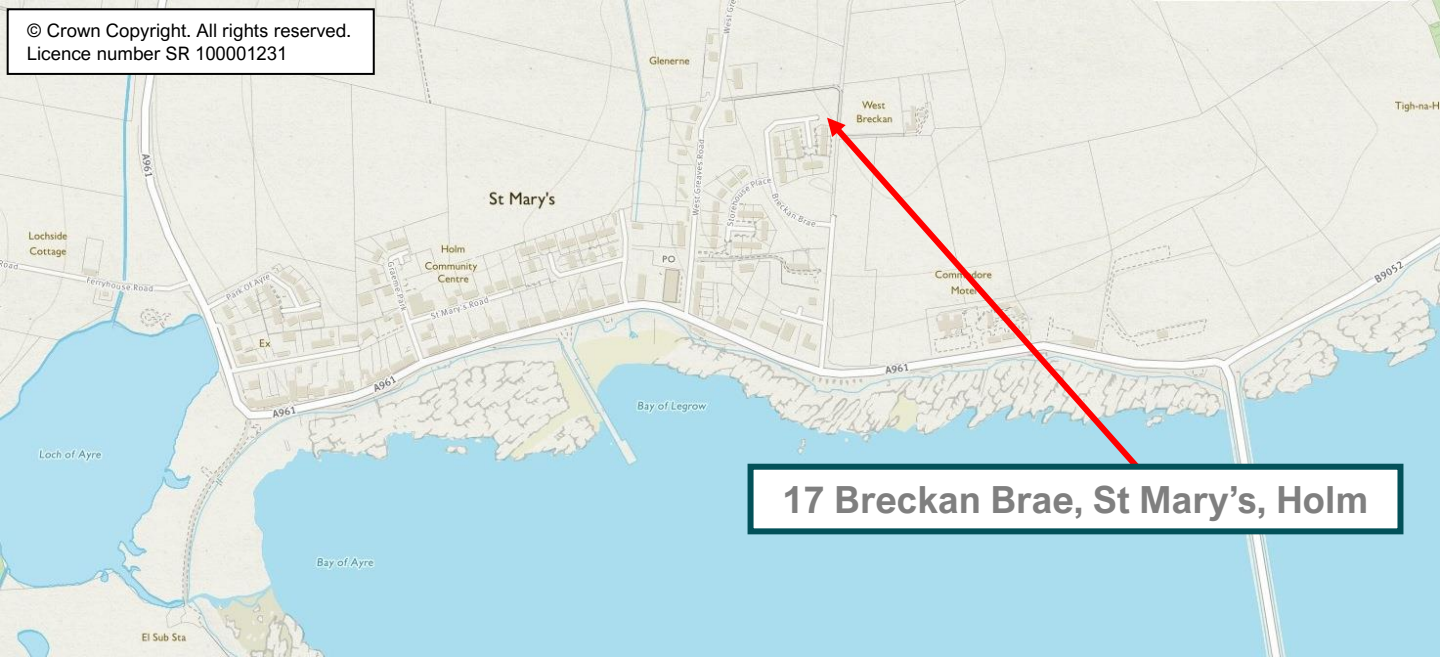 © Crown Copyright. All rights reserved.
Licence number SR 100001231
West Gre
Glenerne
West
Breckan
Tigh-na-H
A961
West Greaves Road
St Mary's
Storehouse Place
Breckan Brae
Lochside
Cottage
Holm
Community
Centre
PO
Road
Ferryhouse Road
Graeme Park
Park Of Ayre
St Mary's Road
Commodore
Motel
B9052
Ex
A961
A961
A961
Bay of Legrow
Loch of Ayre
17 Breckan Brae, St Mary’s, Holm
Bay of Ayre
El Sub Sta